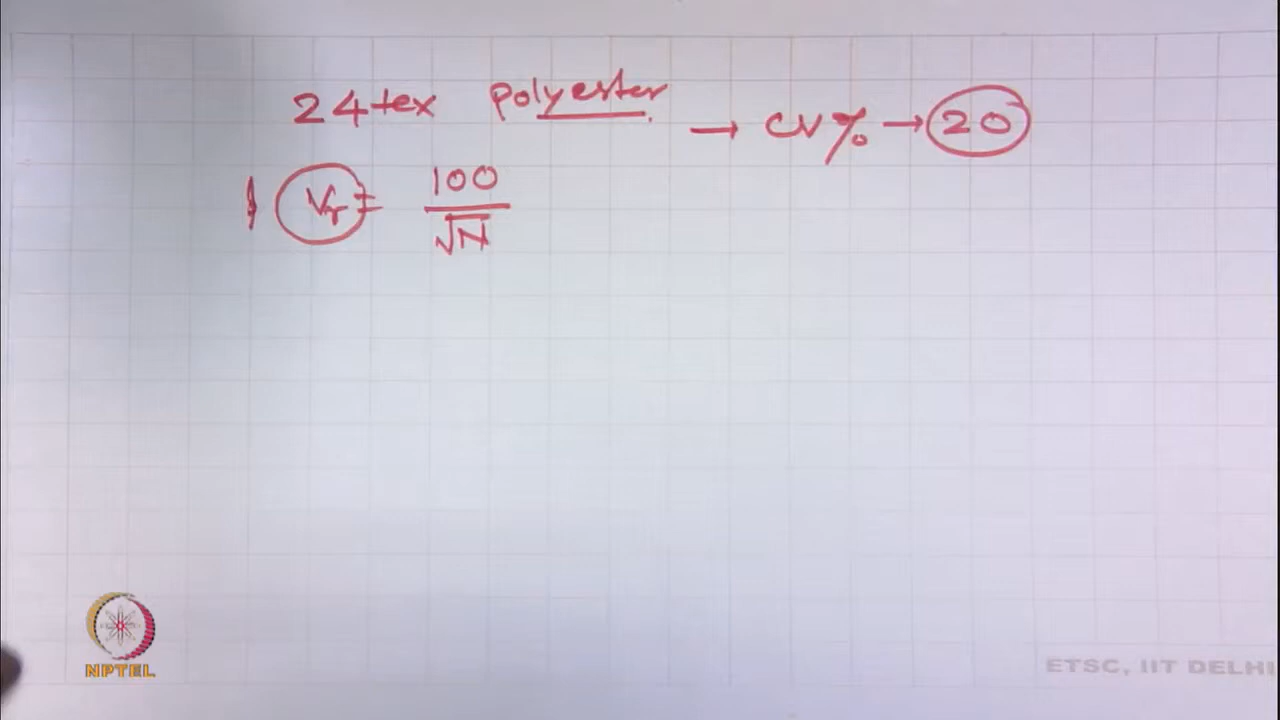 24 tex polyester → CV% → 20
Vr = 100
√N
NPTEL
ETSC, IIT DELHI